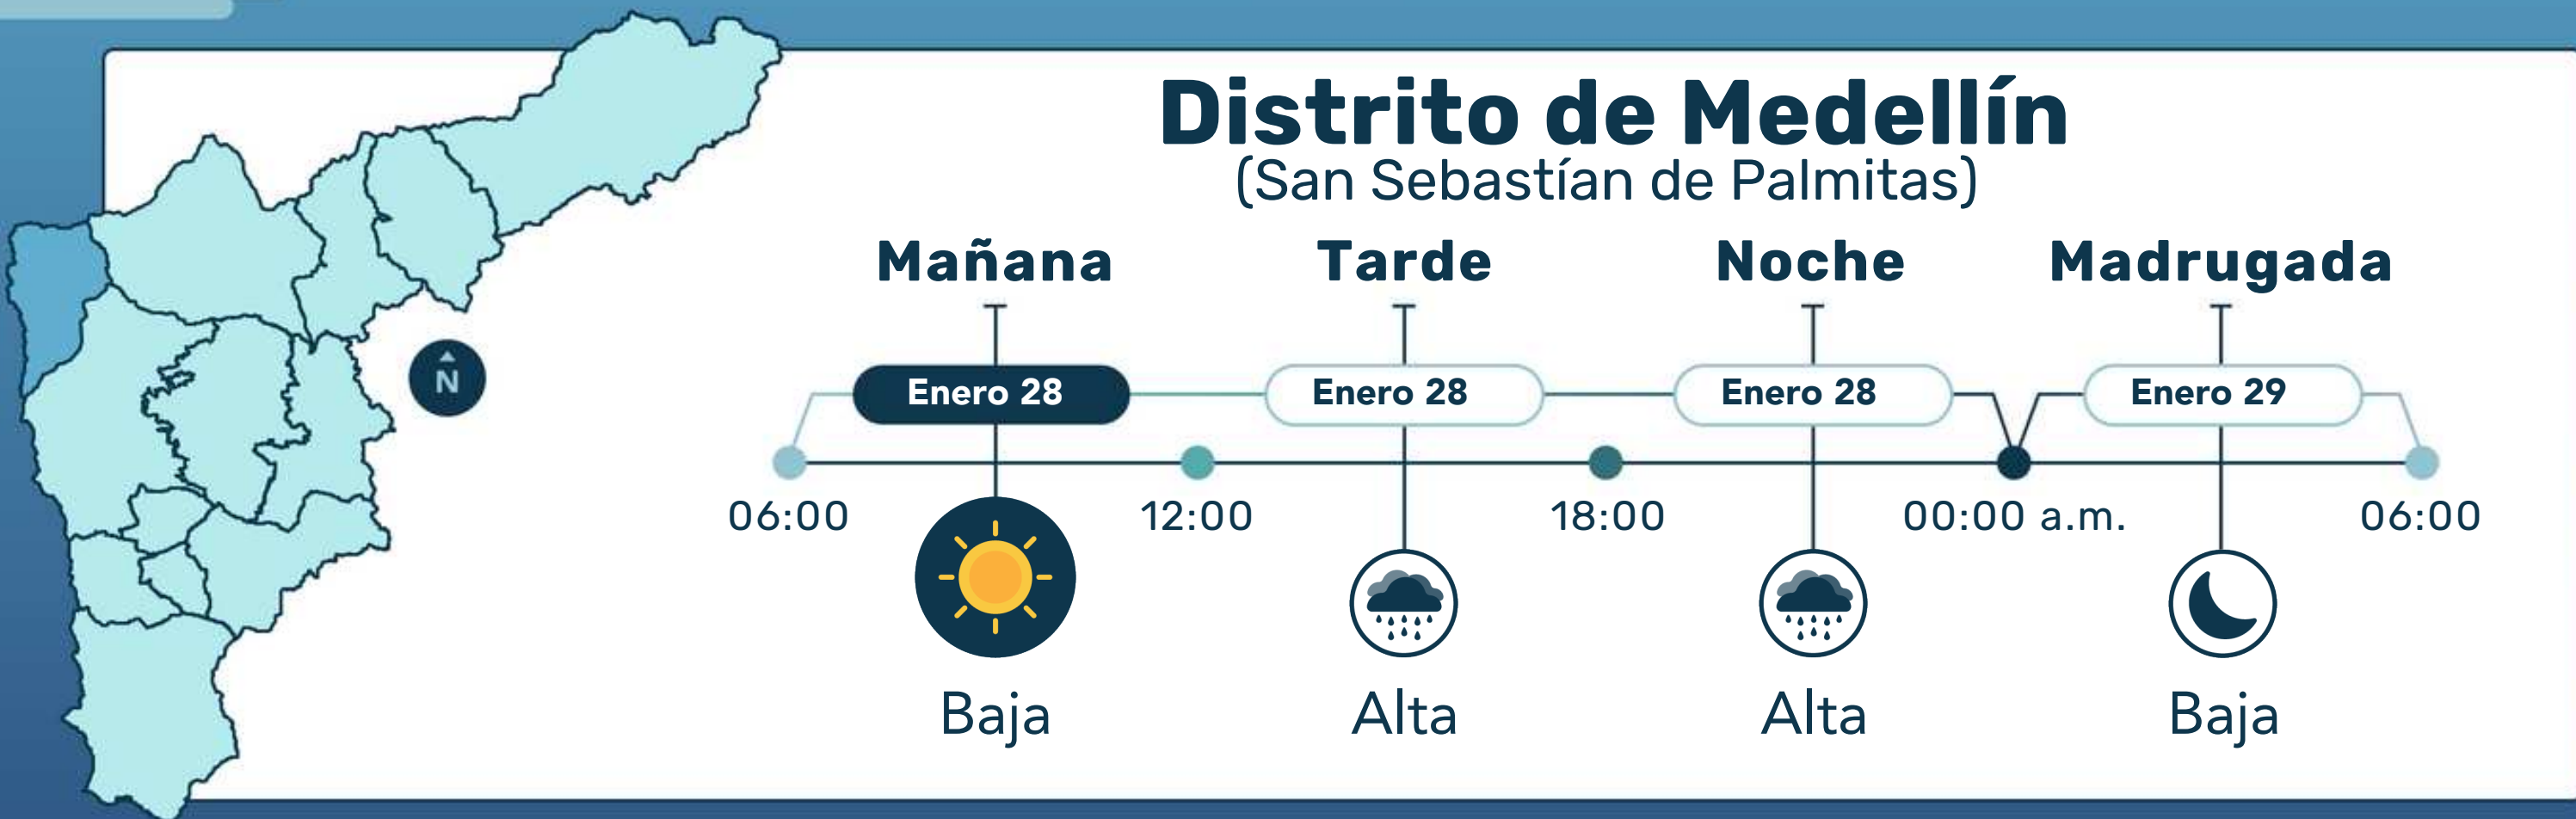 Distrito de Medellín
(San Sebastían de Palmitas)
Mañana Tarde Noche Madrugada
N
Enero 28 Enero 28 Enero 28 Enero 29
06:00 12:00 18:00 00:00 a.m. 06:00
Baja Alta Alta Baja